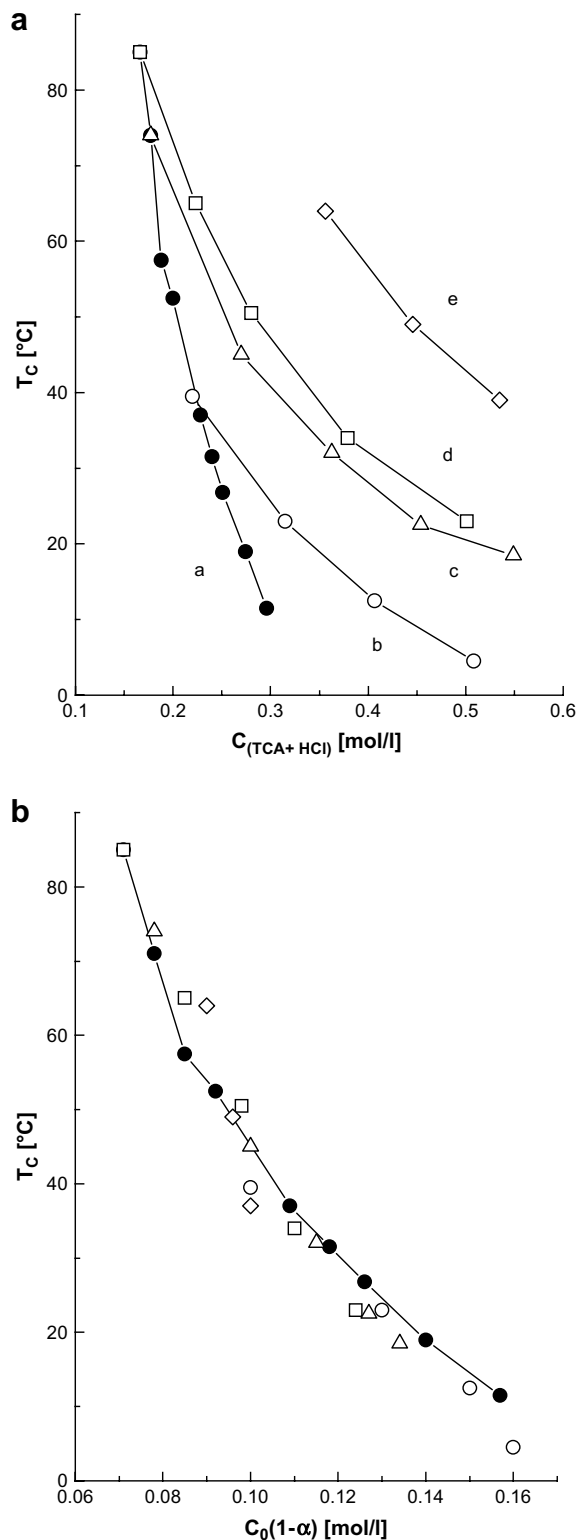 a
80
60
40
20
0
T_C [°C]
e
d
c
b
a
0.1 0.2 0.3 0.4 0.5 0.6
C_(TCA+ HCl) [mol/l]
b
80
60
40
20
0
T_C [°C]
0.06 0.08 0.10 0.12 0.14 0.16
C_0(1-α) [mol/l]